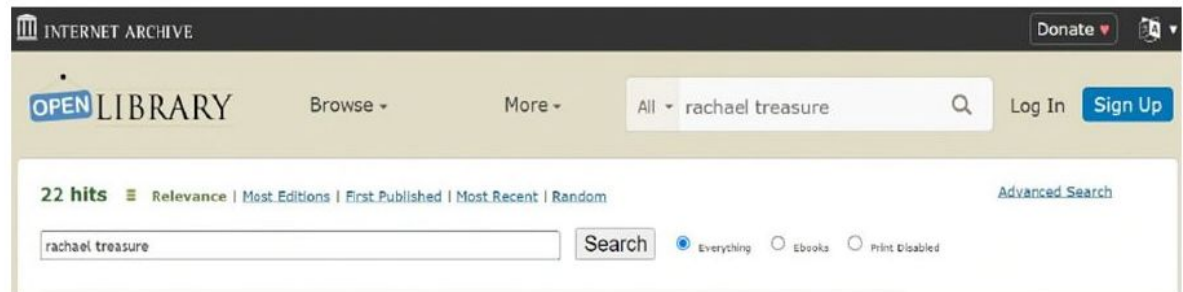 INTERNET ARCHIVE Donate ♥
OPEN LIBRARY Browse More All rachael treasure Log In Sign Up
22 hits Relevance | Most Editions | First Published | Most Recent | Random Advanced Search
rachael treasure Search Everything Ebooks Print Disabled